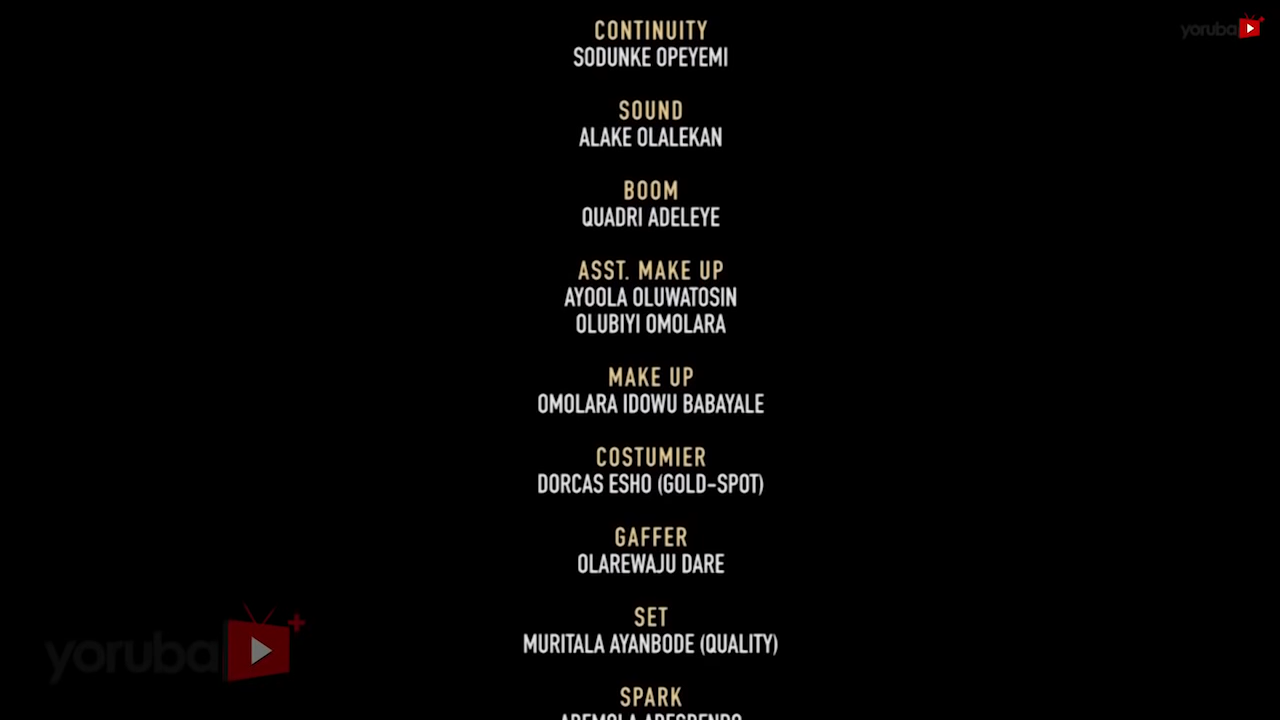 CONTINUITY
SODUNKE OPEYEMI
yoruba
SOUND
ALAKE OLALEKAN
BOOM
QUADRI ADELEYE
ASST. MAKE UP
AYOOLA OLUWATOSIN
OLUBIYI OMOLARA
MAKE UP
OMOLARA IDOWU BABAYALE
COSTUMIER
DORCAS ESHO (GOLD-SPOT)
GAFFER
OLAREWAJU DARE
SET
MURITALA AYANBODE (QUALITY)
yoruba +
SPARK